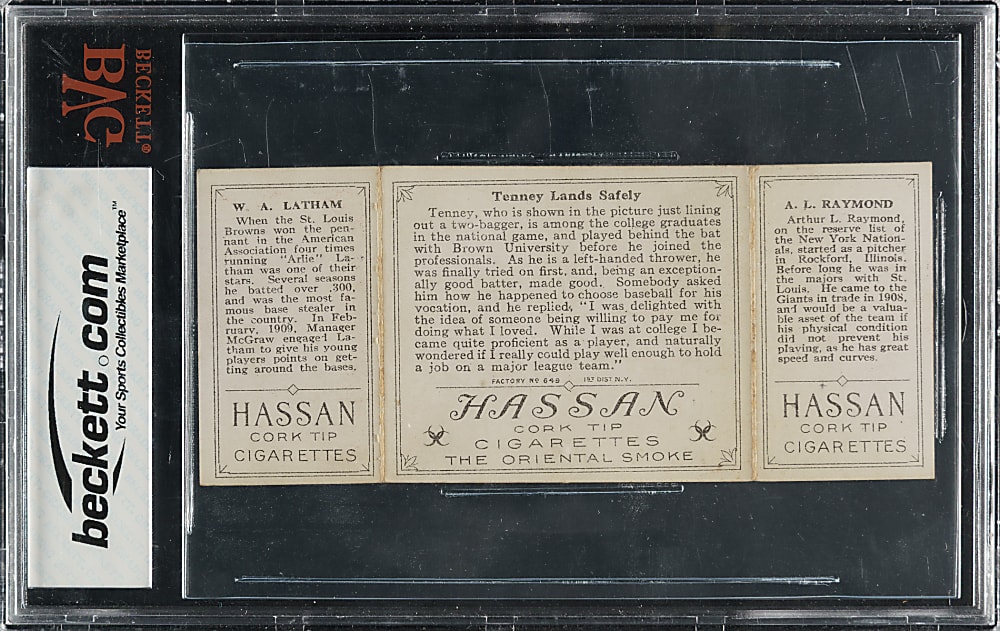 BECKETT®
BVG
beckett.com
Your Sports Collectibles Marketplace™
W. A. LATHAM
When the St. Louis
Browns won the pen-
nant in the American
Association four times
running "Arlie" La-
tham was one of their
stars. Several seasons
he batted over .300,
and was the most fa-
mous base stealer in
the country. In Feb-
ruary, 1909, Manager
McGraw engaged La-
tham to give his young
players points on get-
ting around the bases.
HASSAN
CORK TIP
CIGARETTES
Tenney Lands Safely
Tenney, who is shown in the picture just lining
out a two-bagger, is among the college graduates
in the national game, and played behind the bat
with Brown University before he joined the
professionals. As he is a left-handed thrower, he
was finally tried on first, and, being an exception-
ally good batter, made good. Somebody asked
him how he happened to choose baseball for his
vocation, and he replied, "I was delighted with
the idea of someone being willing to pay me for
doing what I loved. While I was at college I be-
came quite proficient as a player, and naturally
wondered if I really could play well enough to hold
a job on a major league team."
FACTORY Nº 649 1ST DIST N.Y.
HASSAN
CORK TIP
CIGARETTES
THE ORIENTAL SMOKE
A. L. RAYMOND
Arthur L. Raymond,
on the reserve list of
the New York Nation-
als, started as a pitcher
in Rockford, Illinois.
Before long he was in
the majors with St.
Louis. He came to the
Giants in trade in 1908,
and would be a valua-
ble asset of the team if
his physical condition
did not prevent his
playing, as he has great
speed and curves.
HASSAN
CORK TIP
CIGARETTES